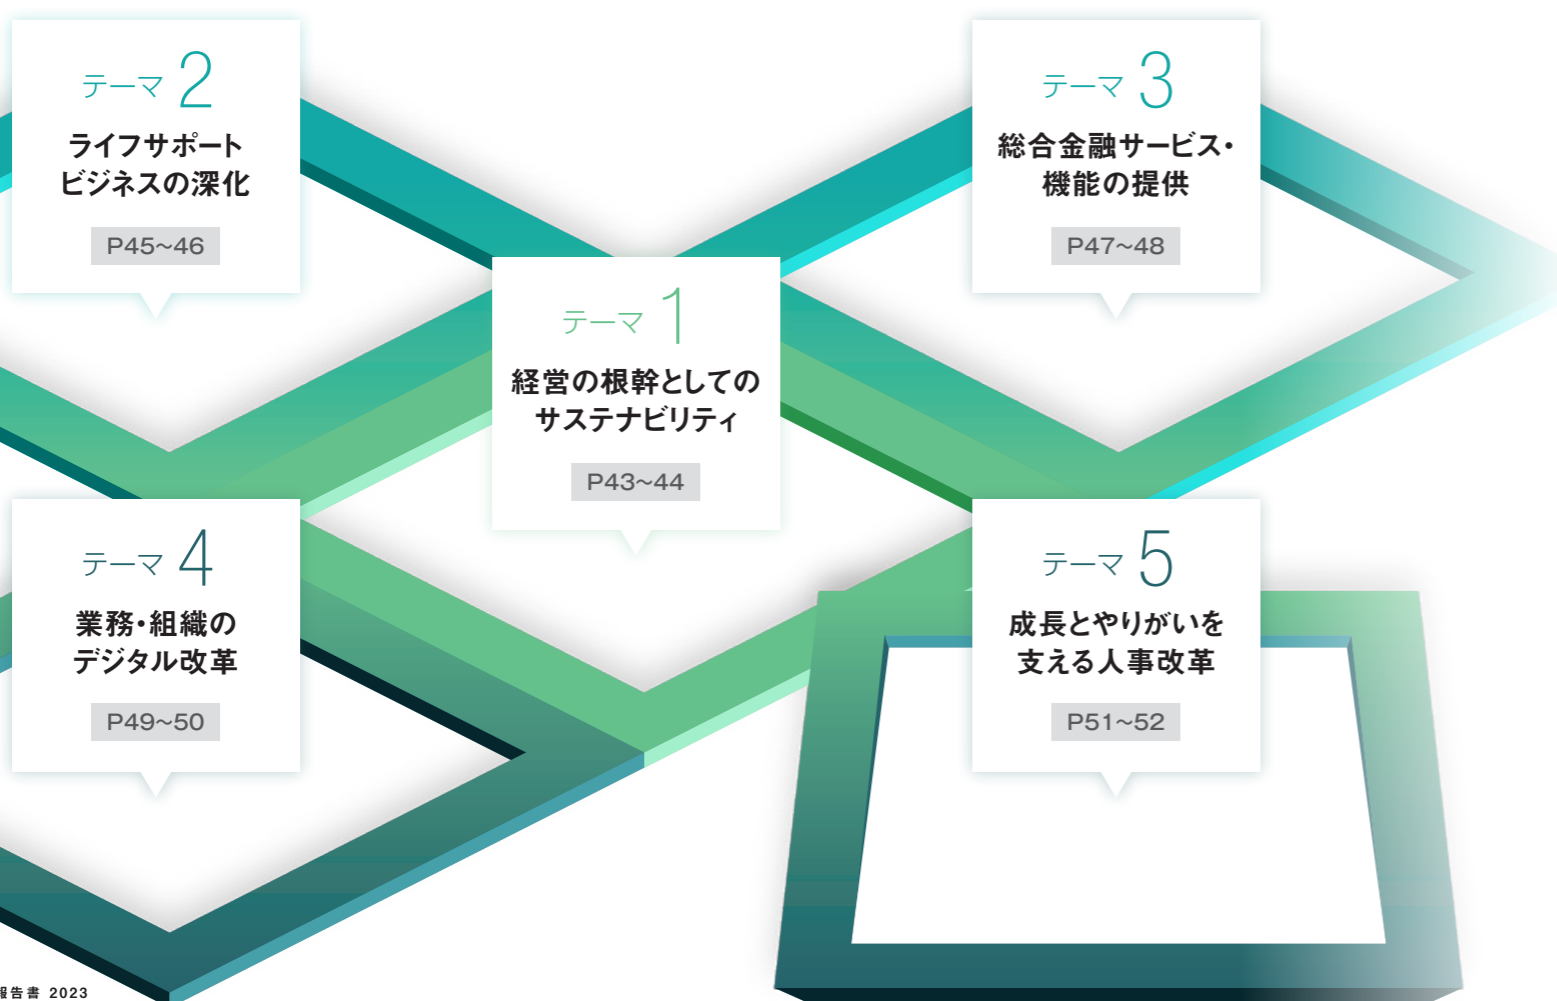 テーマ 2
ライフサポート
ビジネスの深化
P45~46
テーマ 3
総合金融サービス・
機能の提供
P47~48
テーマ 1
経営の根幹としての
サステナビリティ
P43~44
テーマ 4
業務・組織の
デジタル改革
P49~50
テーマ 5
成長とやりがいを
支える人事改革
P51~52
報告書 2023